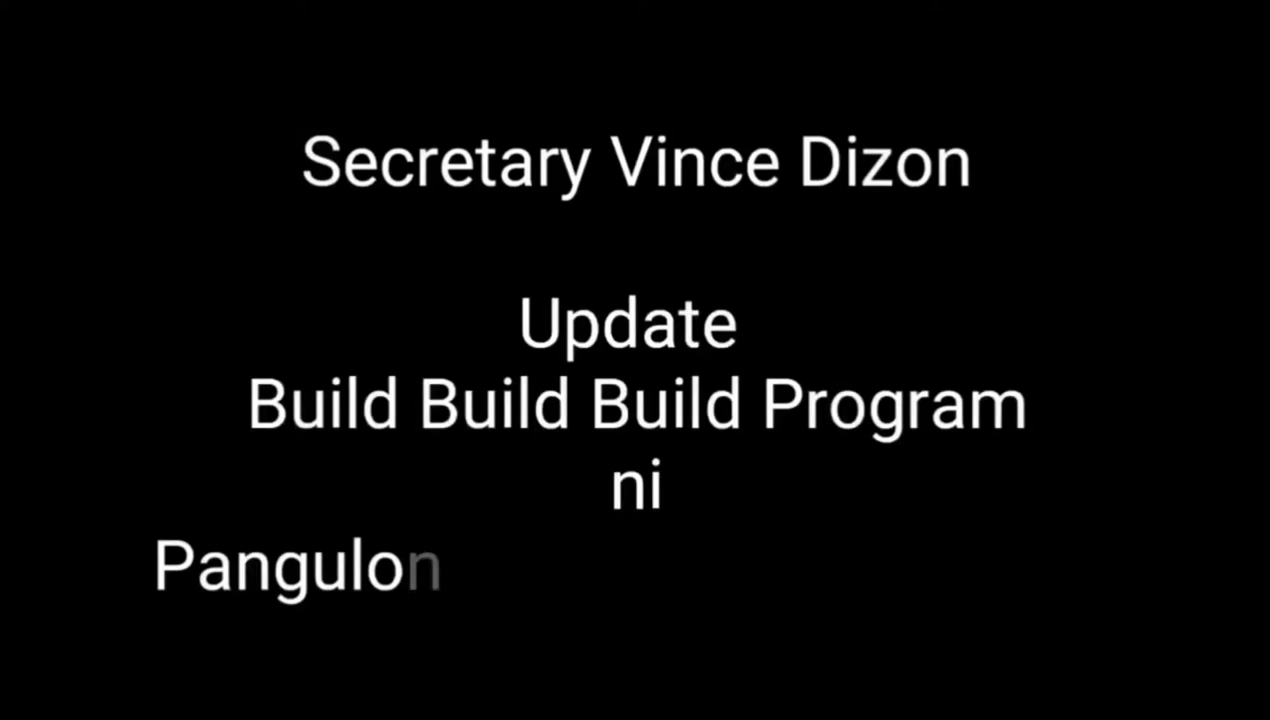 Secretary Vince Dizon
Update
Build Build Build Program
ni
Pangulon